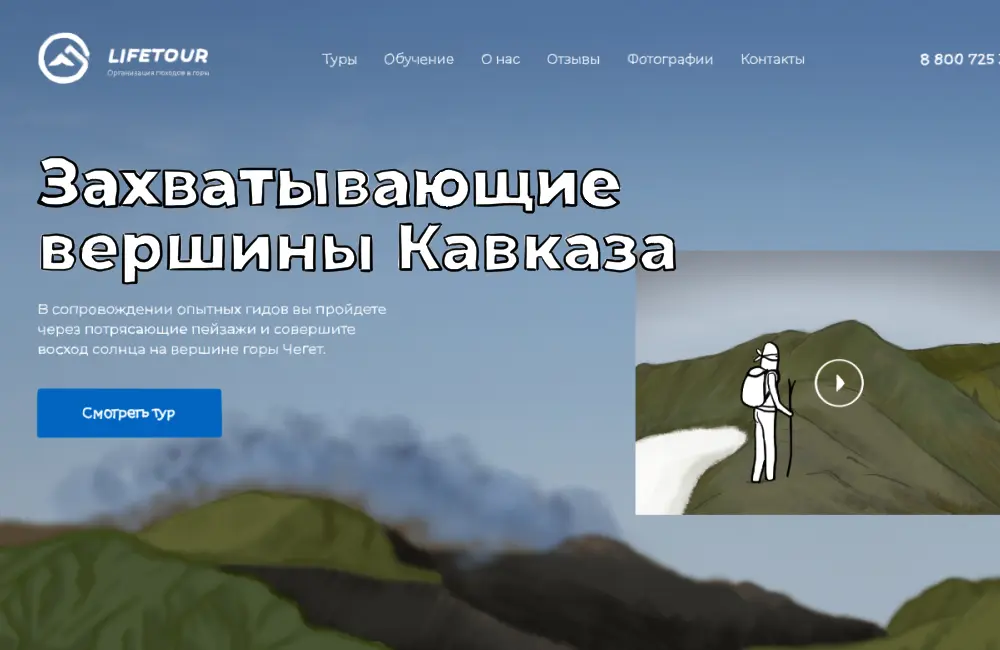 LIFETOUR
Организация походов в горы
Туры Обучение О нас Отзывы Фотографии Контакты
8 800 725
Захватывающие
вершины Кавказа
В сопровождении опытных гидов вы пройдете
через потрясающие пейзажи и совершите
восход солнца на вершине горы Чегет.
Смотреть тур